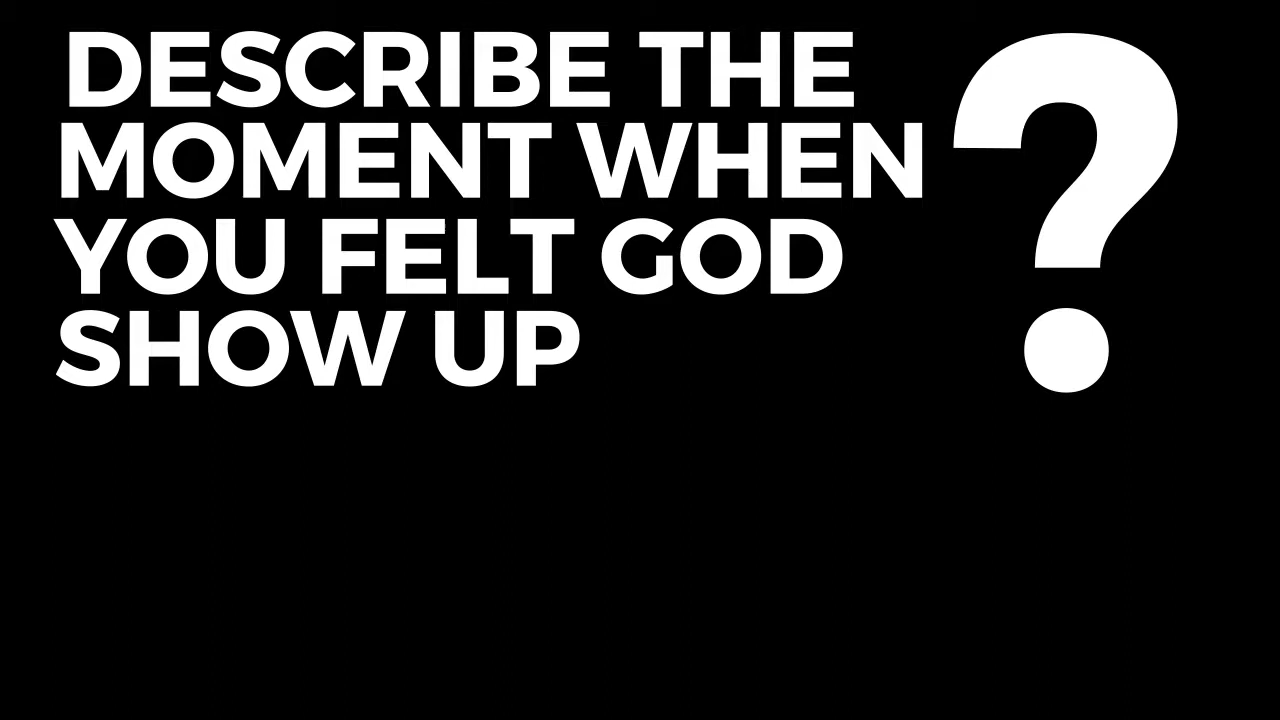 DESCRIBE THE
MOMENT WHEN
YOU FELT GOD
SHOW UP
?